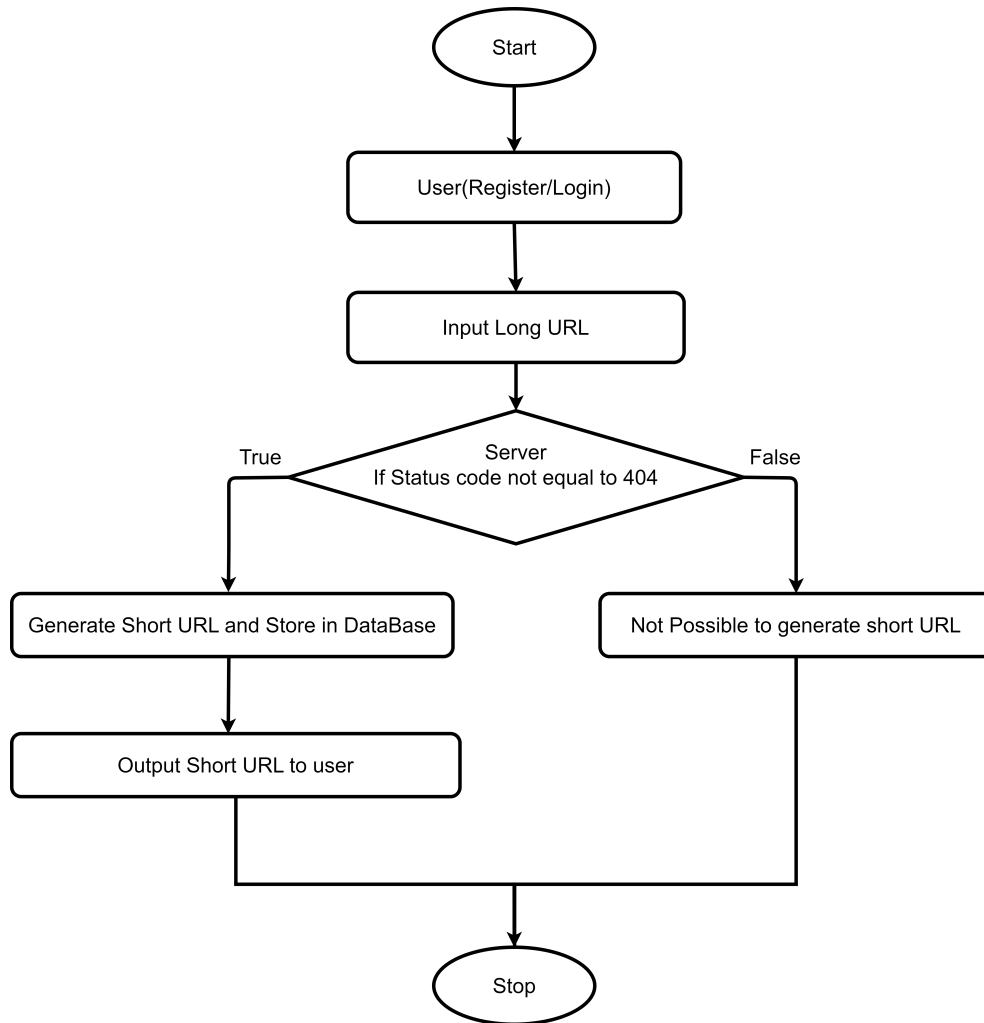 Start
User(Register/Login)
Input Long URL
Server
If Status code not equal to 404
True
False
Generate Short URL and Store in DataBase
Not Possible to generate short URL
Output Short URL to user
Stop